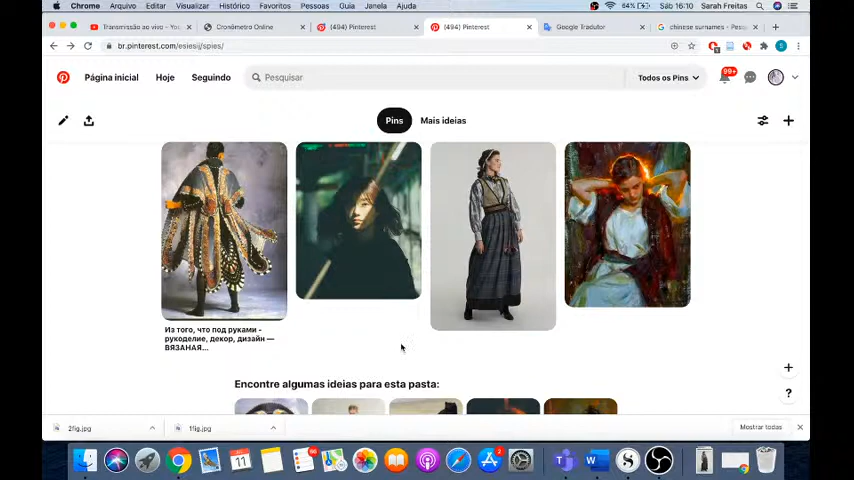 Chrome Arquivo Editar Visualizar Histórico Favoritos Pessoas Guia Janela Ajuda 64% Sáb 16:10 Sarah Freitas
Transmissão ao vivo – You
Cronômetro Online
(494) Pinterest
(494) Pinterest
Google Tradutor
chinese surnames - Pesq
br.pinterest.com/esiesij/spies/
Página inicial Hoje Seguindo Pesquisar Todos os Pins 99+
Pins Mais ideias
Из того, что под руками -
рукоделие, декор, дизайн —
ВЯЗАНАЯ...
Encontre algumas ideias para esta pasta:
2fig.jpg
1fig.jpg
Mostrar todas